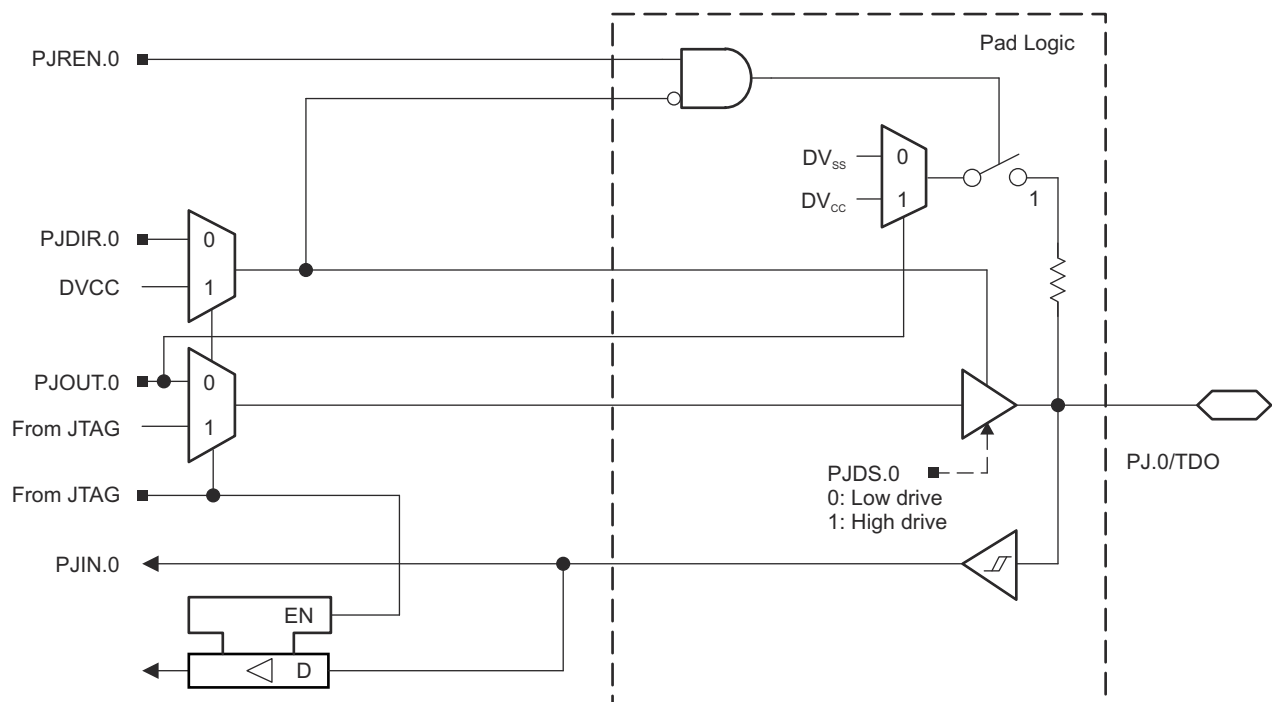 Pad Logic
PJREN.0
DVSS
0
DVCC
1
1
PJDIR.0
0
DVCC
1
PJOUT.0
0
From JTAG
1
PJ.0/TDO
PJDS.0
0: Low drive
1: High drive
From JTAG
PJIN.0
EN
D